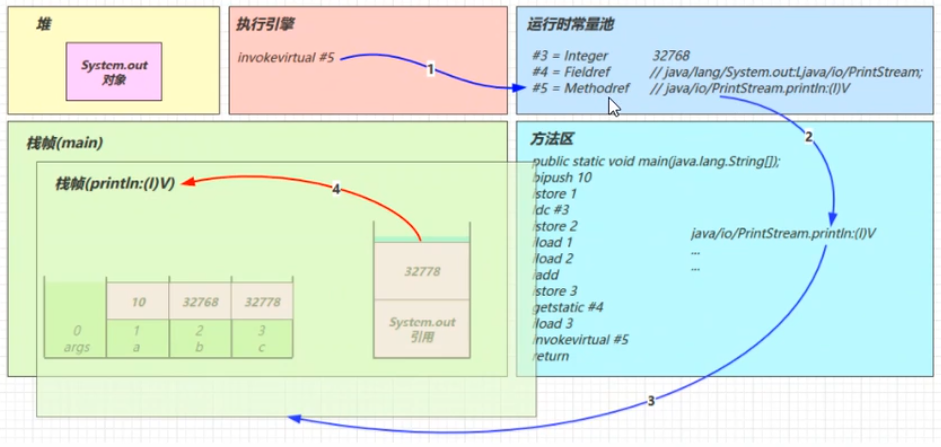 堆
System.out
对象
执行引擎
invokevirtual #5
1
运行时常量池
#3 = Integer 32768
#4 = Fieldref // java/lang/System.out:Ljava/io/PrintStream;
#5 = Methodref // java/io/PrintStream.println:(I)V
2
栈帧(main)
栈帧(println:(I)V)
4
32778
System.out
引用
10 32768 32778
0 1 2 3
args a b c
方法区
public static void main(java.lang.String[]);
bipush 10
istore 1
ldc #3
istore 2
iload 1
iload 2
iadd
istore 3
getstatic #4
iload 3
invokevirtual #5
return
java/io/PrintStream.println:(I)V
...
...
3